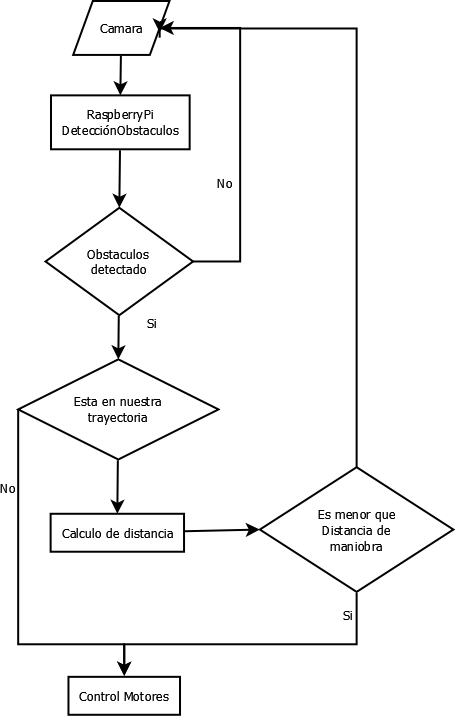 Camara
RaspberryPi
DetecciónObstaculos
No
Obstaculos
detectado
Si
Esta en nuestra
trayectoria
No
Calculo de distancia
Es menor que
Distancia de
maniobra
Si
Control Motores